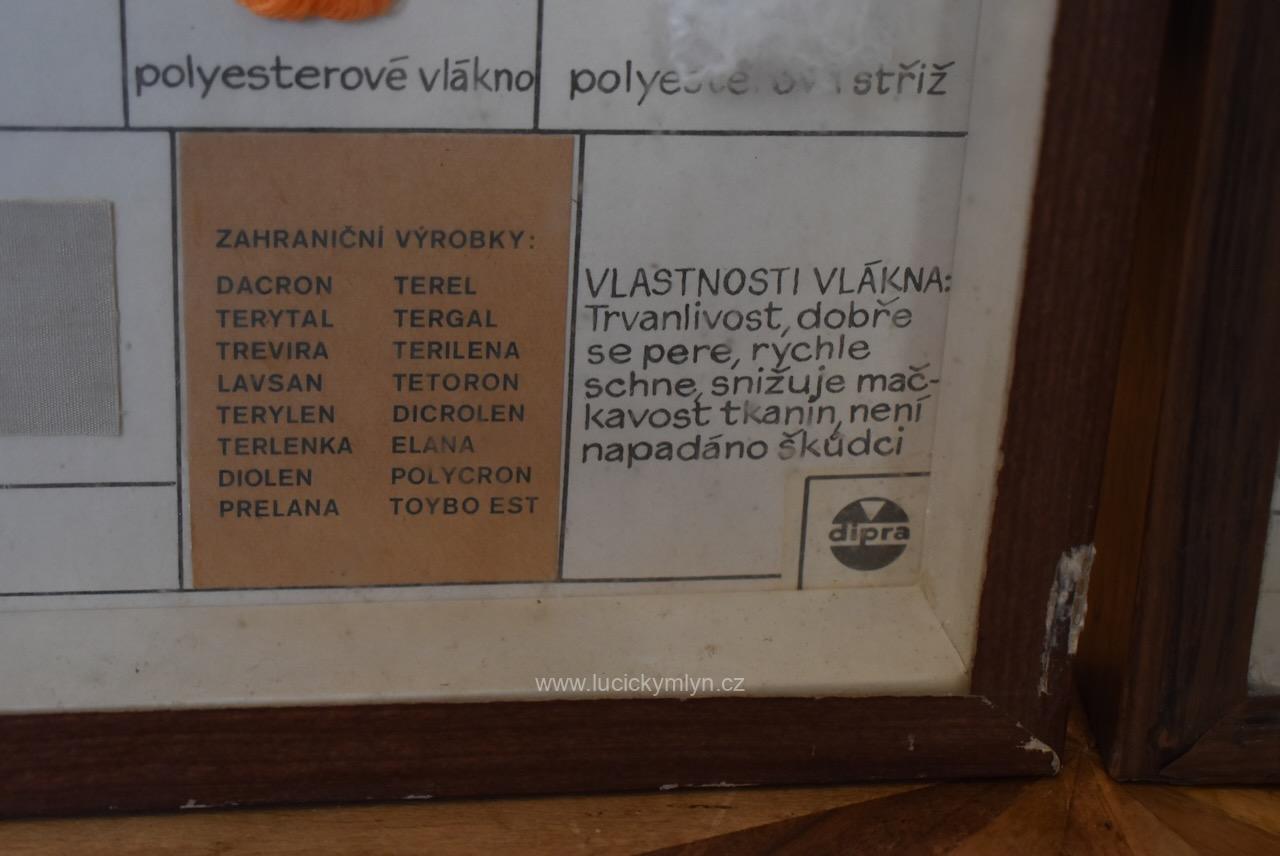 polyesterové vlákno
polyesterová střiž
ZAHRANIČNÍ VÝROBKY:
DACRON TEREL
TERYTAL TERGAL
TREVIRA TERILENA
LAVSAN TETORON
TERYLEN DICROLEN
TERLENKA ELANA
DIOLEN POLYCRON
PRELANA TOYBO EST
VLASTNOSTI VLÁKNA:
Trvanlivost, dobře
se pere, rychle
schne, snižuje mač-
kavost tkanin, není
napadáno škůdci
dipra
www.lucickymlyn.cz